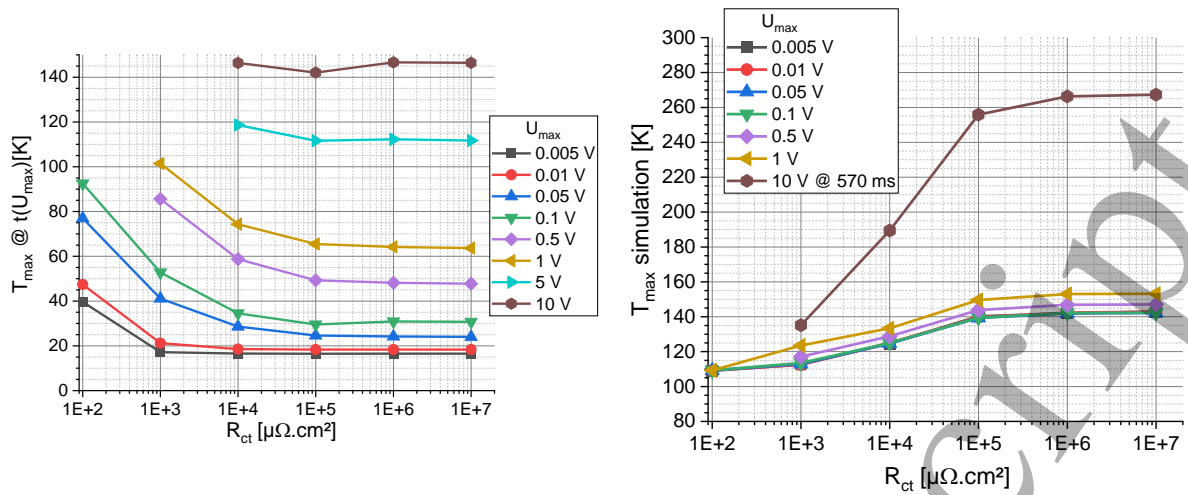 T_max @ t(U_max)[K]
140
120
100
80
60
40
20
0
1E+2 1E+3 1E+4 1E+5 1E+6 1E+7
R_ct [µΩ.cm²]
U_max
0.005 V
0.01 V
0.05 V
0.1 V
0.5 V
1 V
5 V
10 V
T_max simulation [K]
300
280
260
240
220
200
180
160
140
120
100
80
1E+2 1E+3 1E+4 1E+5 1E+6 1E+7
R_ct [µΩ.cm²]
U_max
0.005 V
0.01 V
0.05 V
0.1 V
0.5 V
1 V
10 V @ 570 ms
cript